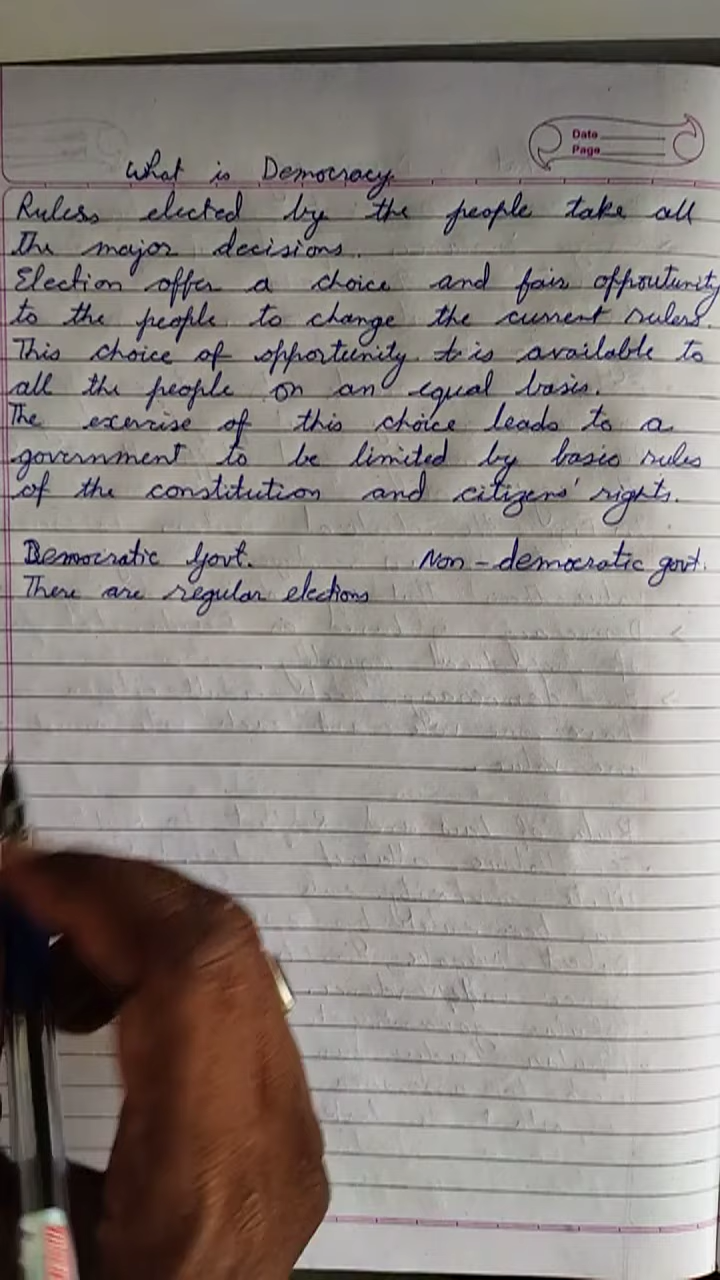 Date
Page
What is Democracy
Rulers elected by the people take all
the major decisions.
Election offer a choice and fair opportunity
to the people to change the current rulers.
This choice of opportunity is available to
all the people on an equal basis.
The exercise of this choice leads to a
government to be limited by basic rules
of the constitution and citizens' rights.
Democratic Govt. Non-democratic govt.
There are regular elections